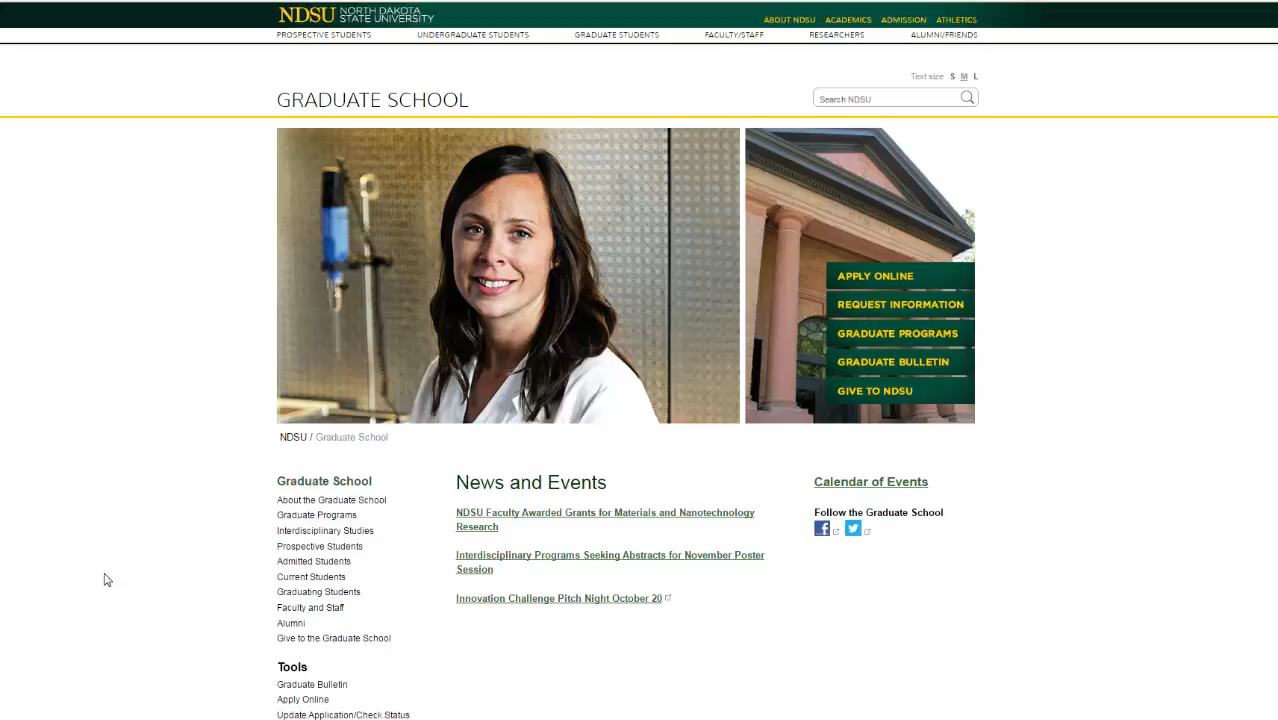 NDSU NORTH DAKOTA
STATE UNIVERSITY
ABOUT NDSU ACADEMICS ADMISSION ATHLETICS
PROSPECTIVE STUDENTS UNDERGRADUATE STUDENTS GRADUATE STUDENTS FACULTY/STAFF RESEARCHERS ALUMNI/FRIENDS
Text size S M L
GRADUATE SCHOOL
Search NDSU
APPLY ONLINE
REQUEST INFORMATION
GRADUATE PROGRAMS
GRADUATE BULLETIN
GIVE TO NDSU
NDSU / Graduate School
Graduate School
About the Graduate School
Graduate Programs
Interdisciplinary Studies
Prospective Students
Admitted Students
Current Students
Graduating Students
Faculty and Staff
Alumni
Give to the Graduate School
Tools
Graduate Bulletin
Apply Online
Update Application/Check Status
News and Events
NDSU Faculty Awarded Grants for Materials and Nanotechnology
Research
Interdisciplinary Programs Seeking Abstracts for November Poster
Session
Innovation Challenge Pitch Night October 20
Calendar of Events
Follow the Graduate School